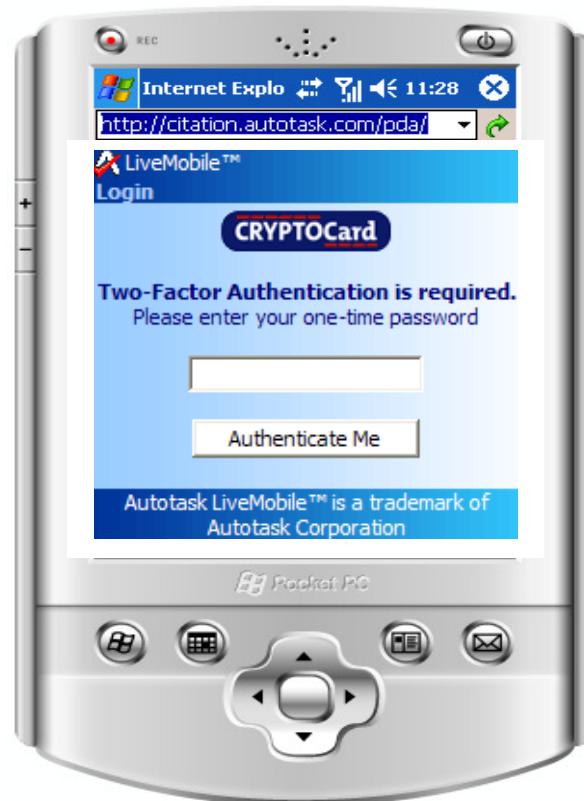 REC
Internet Explo 11:28
http://citation.autotask.com/pda/
LiveMobile™
Login
CRYPTOCard
Two-Factor Authentication is required.
Please enter your one-time password
Authenticate Me
Autotask LiveMobile™ is a trademark of
Autotask Corporation
Pocket PC